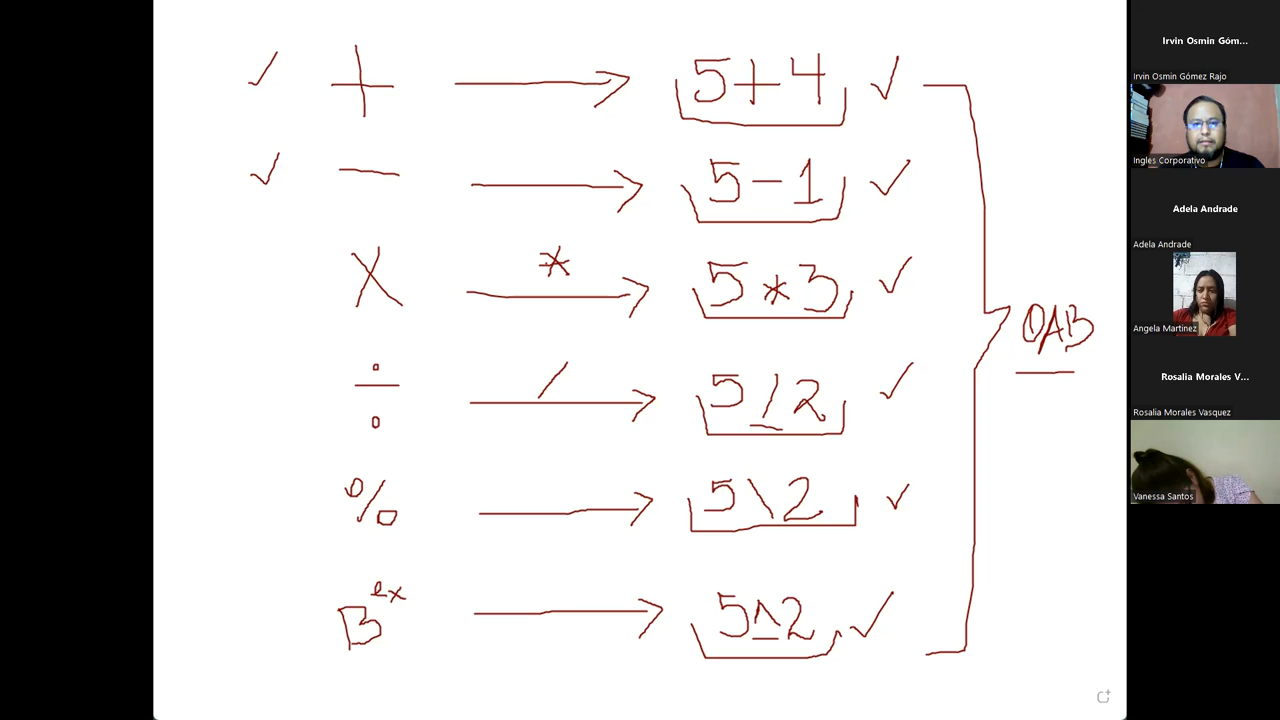 ✓ + → 5+4 ✓
✓ − → 5−1 ✓
X * → 5*3 ✓
÷ / → 5/2 ✓
% → 5\2 ✓
B^ex → 5^2 ✓
OAB
Irvin Osmin Góm...
Irvin Osmin Gómez Rajo
Ingles Corporativo
Adela Andrade
Adela Andrade
Angela Martinez
Rosalia Morales V...
Rosalia Morales Vasquez
Vanessa Santos